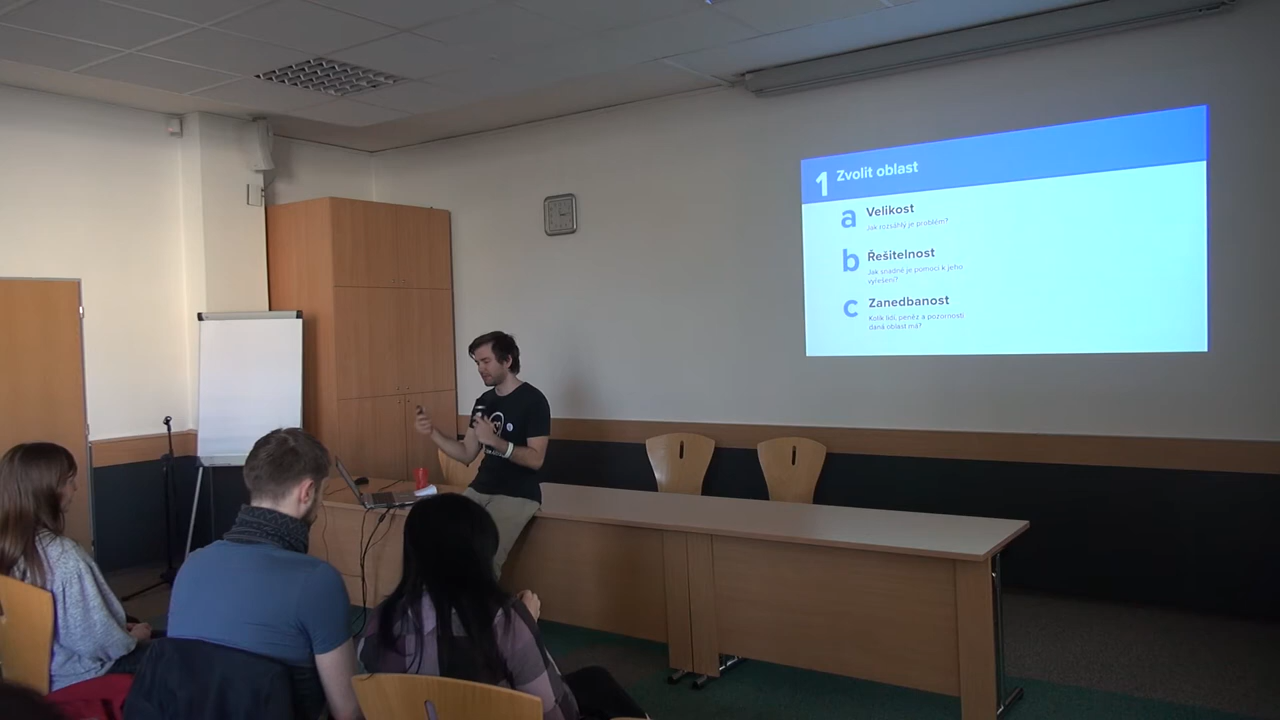 1 Zvolit oblast
a Velikost
Jak rozsáhlý je problém?
b Řešitelnost
Jak snadné je pomoci k jeho
vyřešení?
c Zanedbanost
Kolik lidí, peněz a pozornosti
daná oblast má?